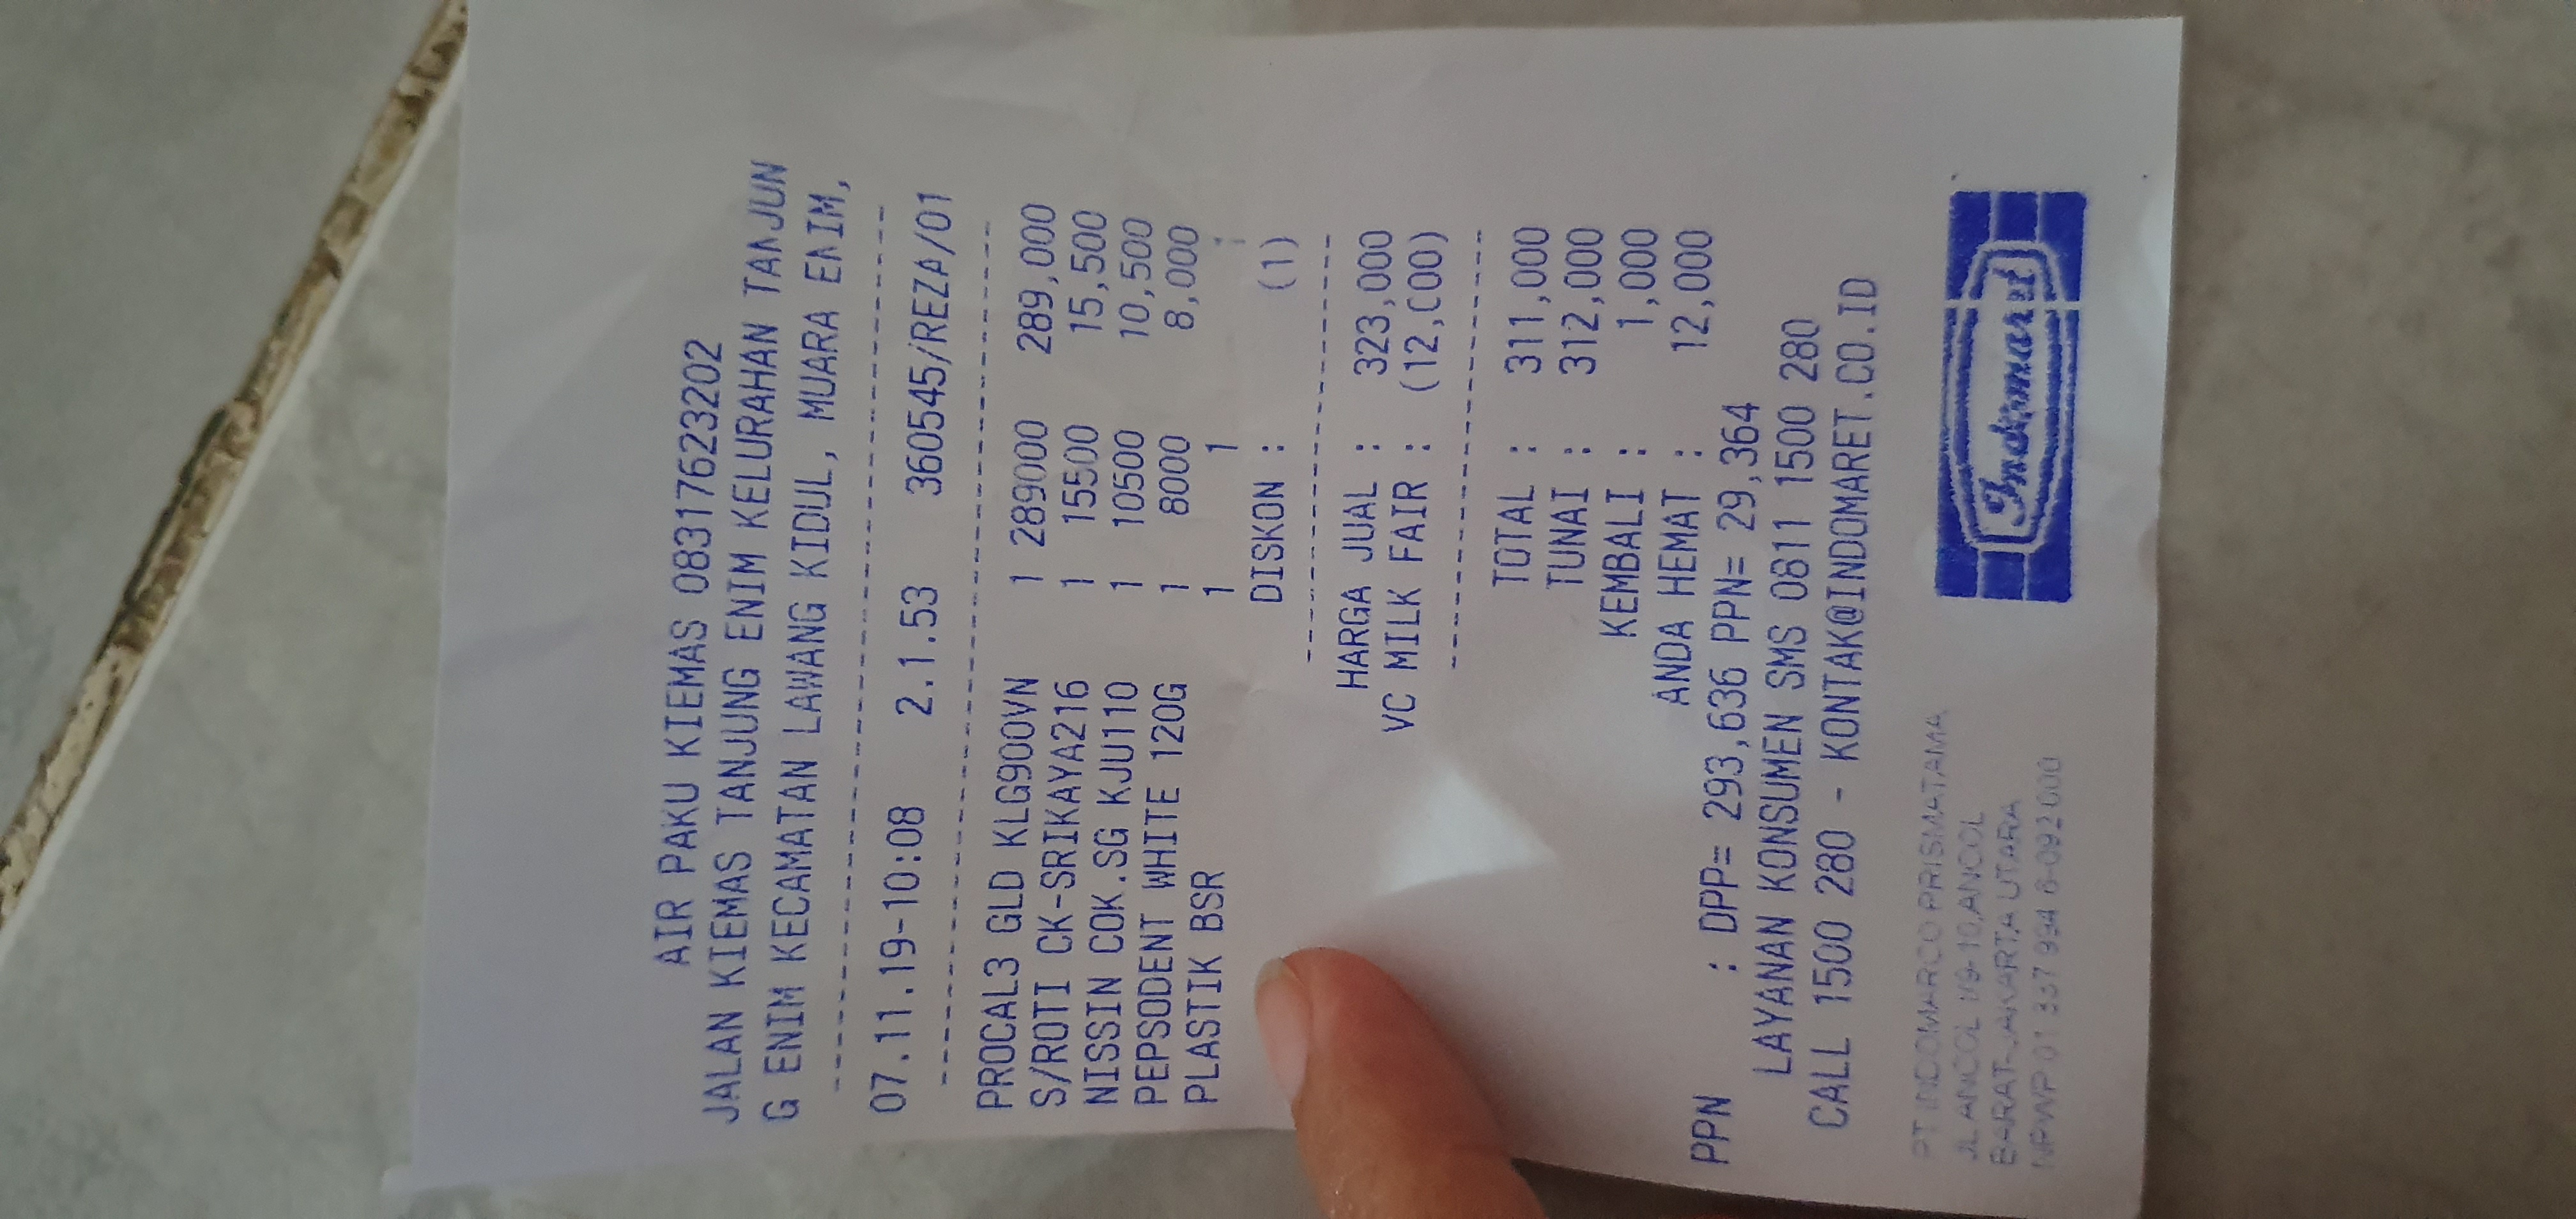 AIR PAKU KIEMAS 08317623202
JALAN KIEMAS TANJUNG ENIM KELURAHAN TANJUN
G ENIM KECAMATAN LAWANG KIDUL, MUARA ENIM,
07.11.19-10:08 2.1.53 360545/REZA/01
PROCAL3 GLD KLG900VN 1 289000 289,000
S/ROTI CK-SRIKAYA216 1 15500 15,500
NISSIN COK.SG KJU110 1 10500 10,500
PEPSODENT WHITE 120G 1 8000 8,000
PLASTIK BSR 1 1 1
DISKON : (1)
HARGA JUAL : 323,000
VC MILK FAIR : (12,000)
TOTAL : 311,000
TUNAI : 312,000
KEMBALI : 1,000
ANDA HEMAT : 12,000
PPN : DPP= 293,636 PPN= 29,364
LAYANAN KONSUMEN SMS 0811 1500 280
CALL 1500 280 - KONTAK@INDOMARET.CO.ID
PT INDOMARCO PRISMATAMA
JL ANCOL 1/9-10,ANCOL
BARAT-JAKARTA UTARA
NPWP 01 337 994 6-092 000
Indomaret